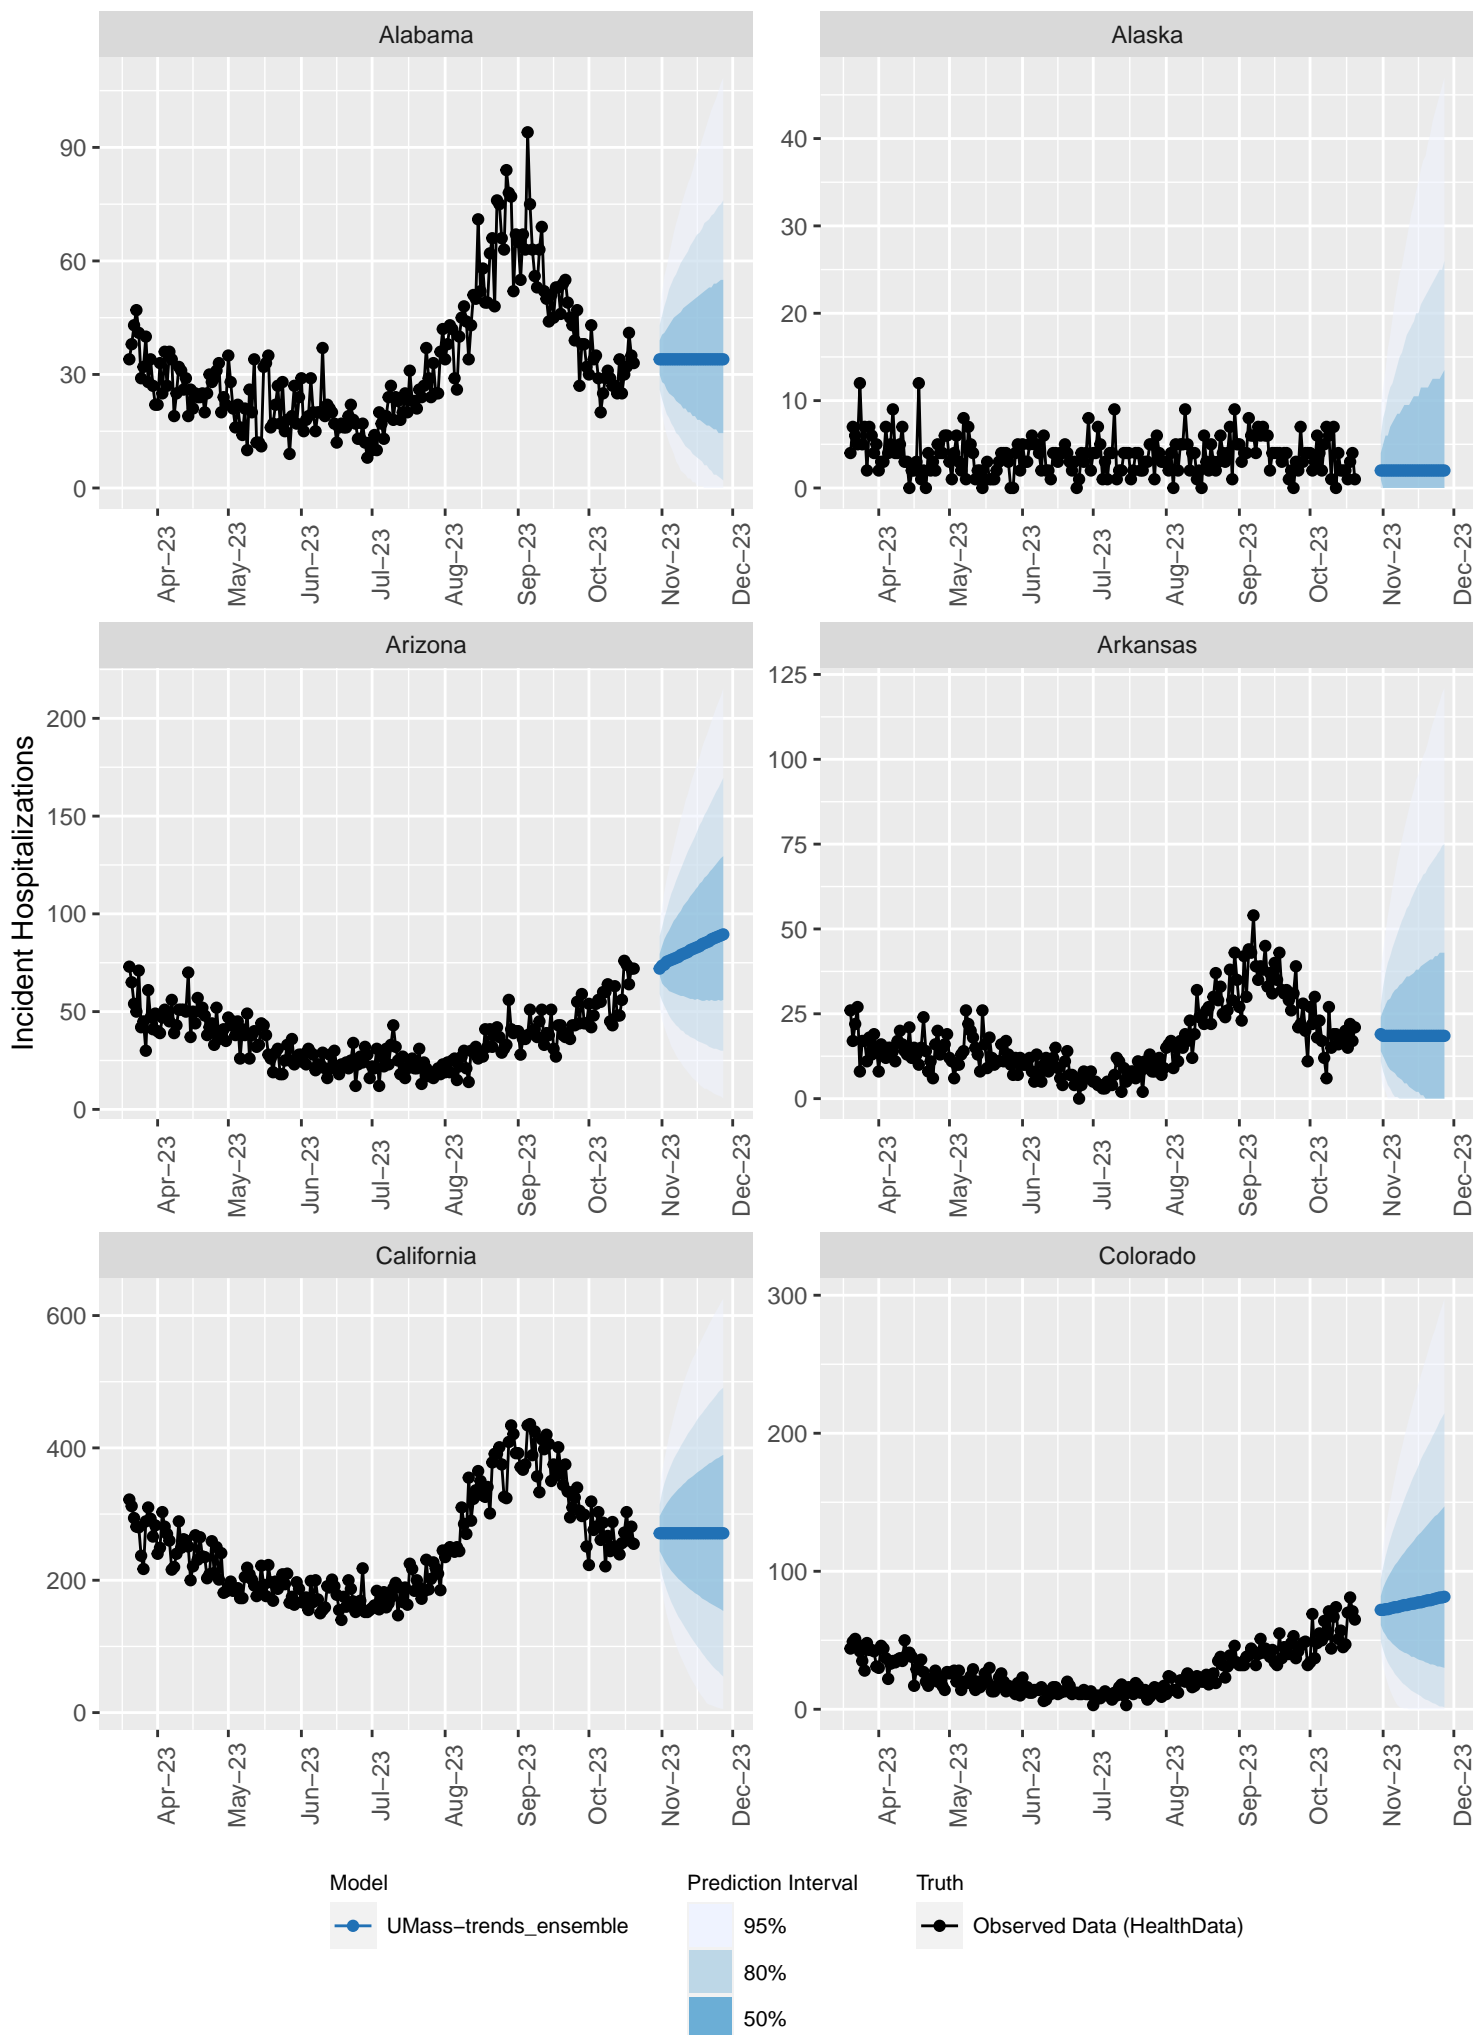 Alabama
Alaska
90
60
30
0
40
30
20
10
0
Apr−23
May−23
Jun−23
Jul−23
Aug−23
Sep−23
Oct−23
Nov−23
Dec−23
Apr−23
May−23
Jun−23
Jul−23
Aug−23
Sep−23
Oct−23
Nov−23
Dec−23
Incident Hospitalizations
Arizona
Arkansas
200
150
100
50
0
125
100
75
50
25
0
Apr−23
May−23
Jun−23
Jul−23
Aug−23
Sep−23
Oct−23
Nov−23
Dec−23
Apr−23
May−23
Jun−23
Jul−23
Aug−23
Sep−23
Oct−23
Nov−23
Dec−23
California
Colorado
600
400
200
0
300
200
100
0
Apr−23
May−23
Jun−23
Jul−23
Aug−23
Sep−23
Oct−23
Nov−23
Dec−23
Apr−23
May−23
Jun−23
Jul−23
Aug−23
Sep−23
Oct−23
Nov−23
Dec−23
Model
UMass−trends_ensemble
Prediction Interval
95%
80%
50%
Truth
Observed Data (HealthData)